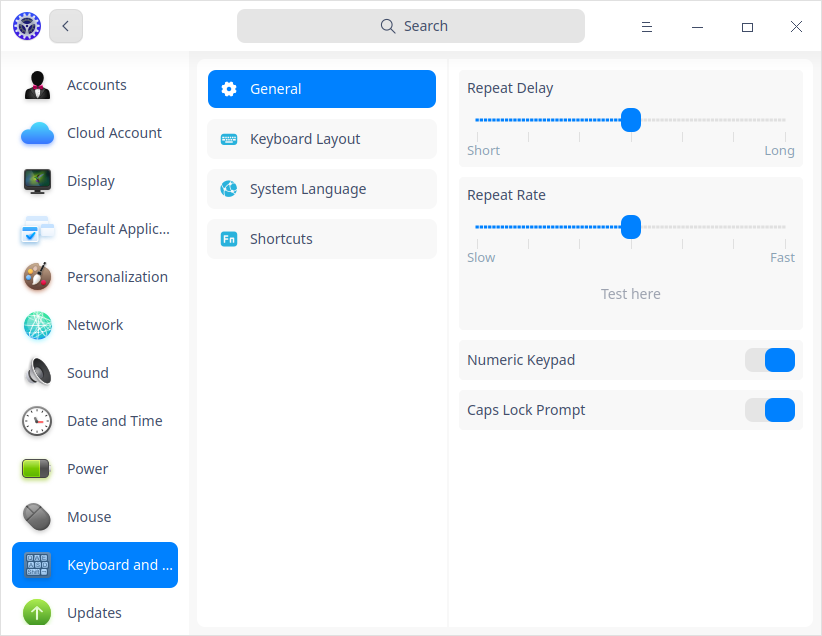 Search
Accounts
Cloud Account
Display
Default Applic...
Personalization
Network
Sound
Date and Time
Power
Mouse
Keyboard and ...
Updates
General
Keyboard Layout
System Language
Fn Shortcuts
Repeat Delay
Short Long
Repeat Rate
Slow Fast
Test here
Numeric Keypad
Caps Lock Prompt